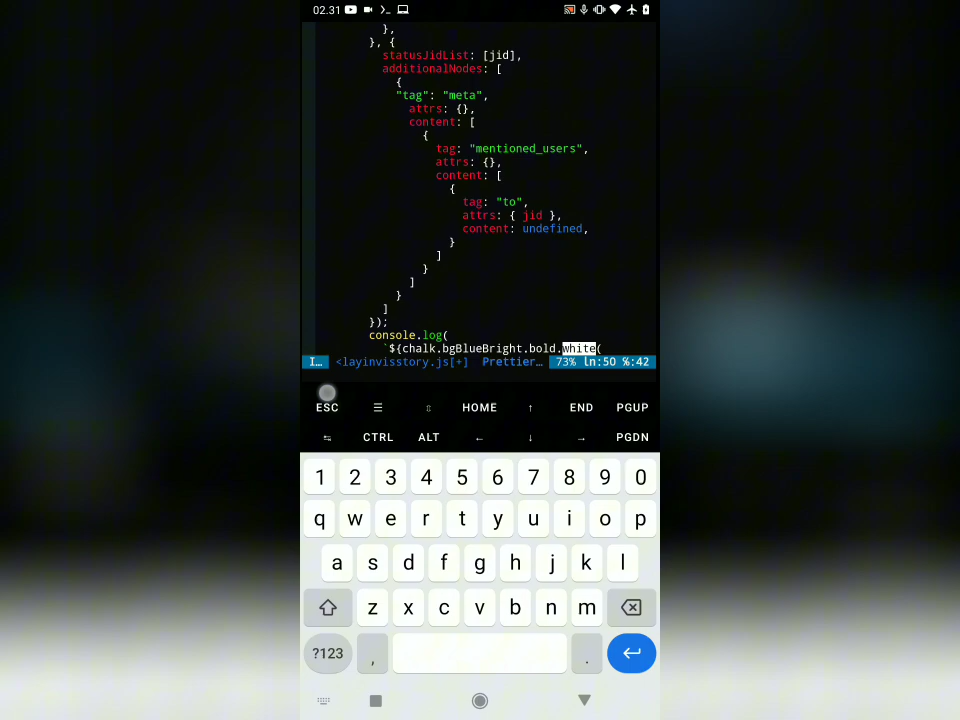 02.31
},
}, {
statusJidList: [jid],
additionalNodes: [
{
"tag": "meta",
attrs: {},
content: [
{
tag: "mentioned_users",
attrs: {},
content: [
{
tag: "to",
attrs: { jid },
content: undefined,
}
]
}
]
}
]
});
console.log(
`${chalk.bgBlueBright.bold.white(
I… <layinvisstory.js[+] Prettier… 73% ln:50 %:42
ESC ☰ ⇳ HOME ↑ END PGUP
⇆ CTRL ALT ← ↓ → PGDN
1 2 3 4 5 6 7 8 9 0
q w e r t y u i o p
a s d f g h j k l
z x c v b n m
?123 , .